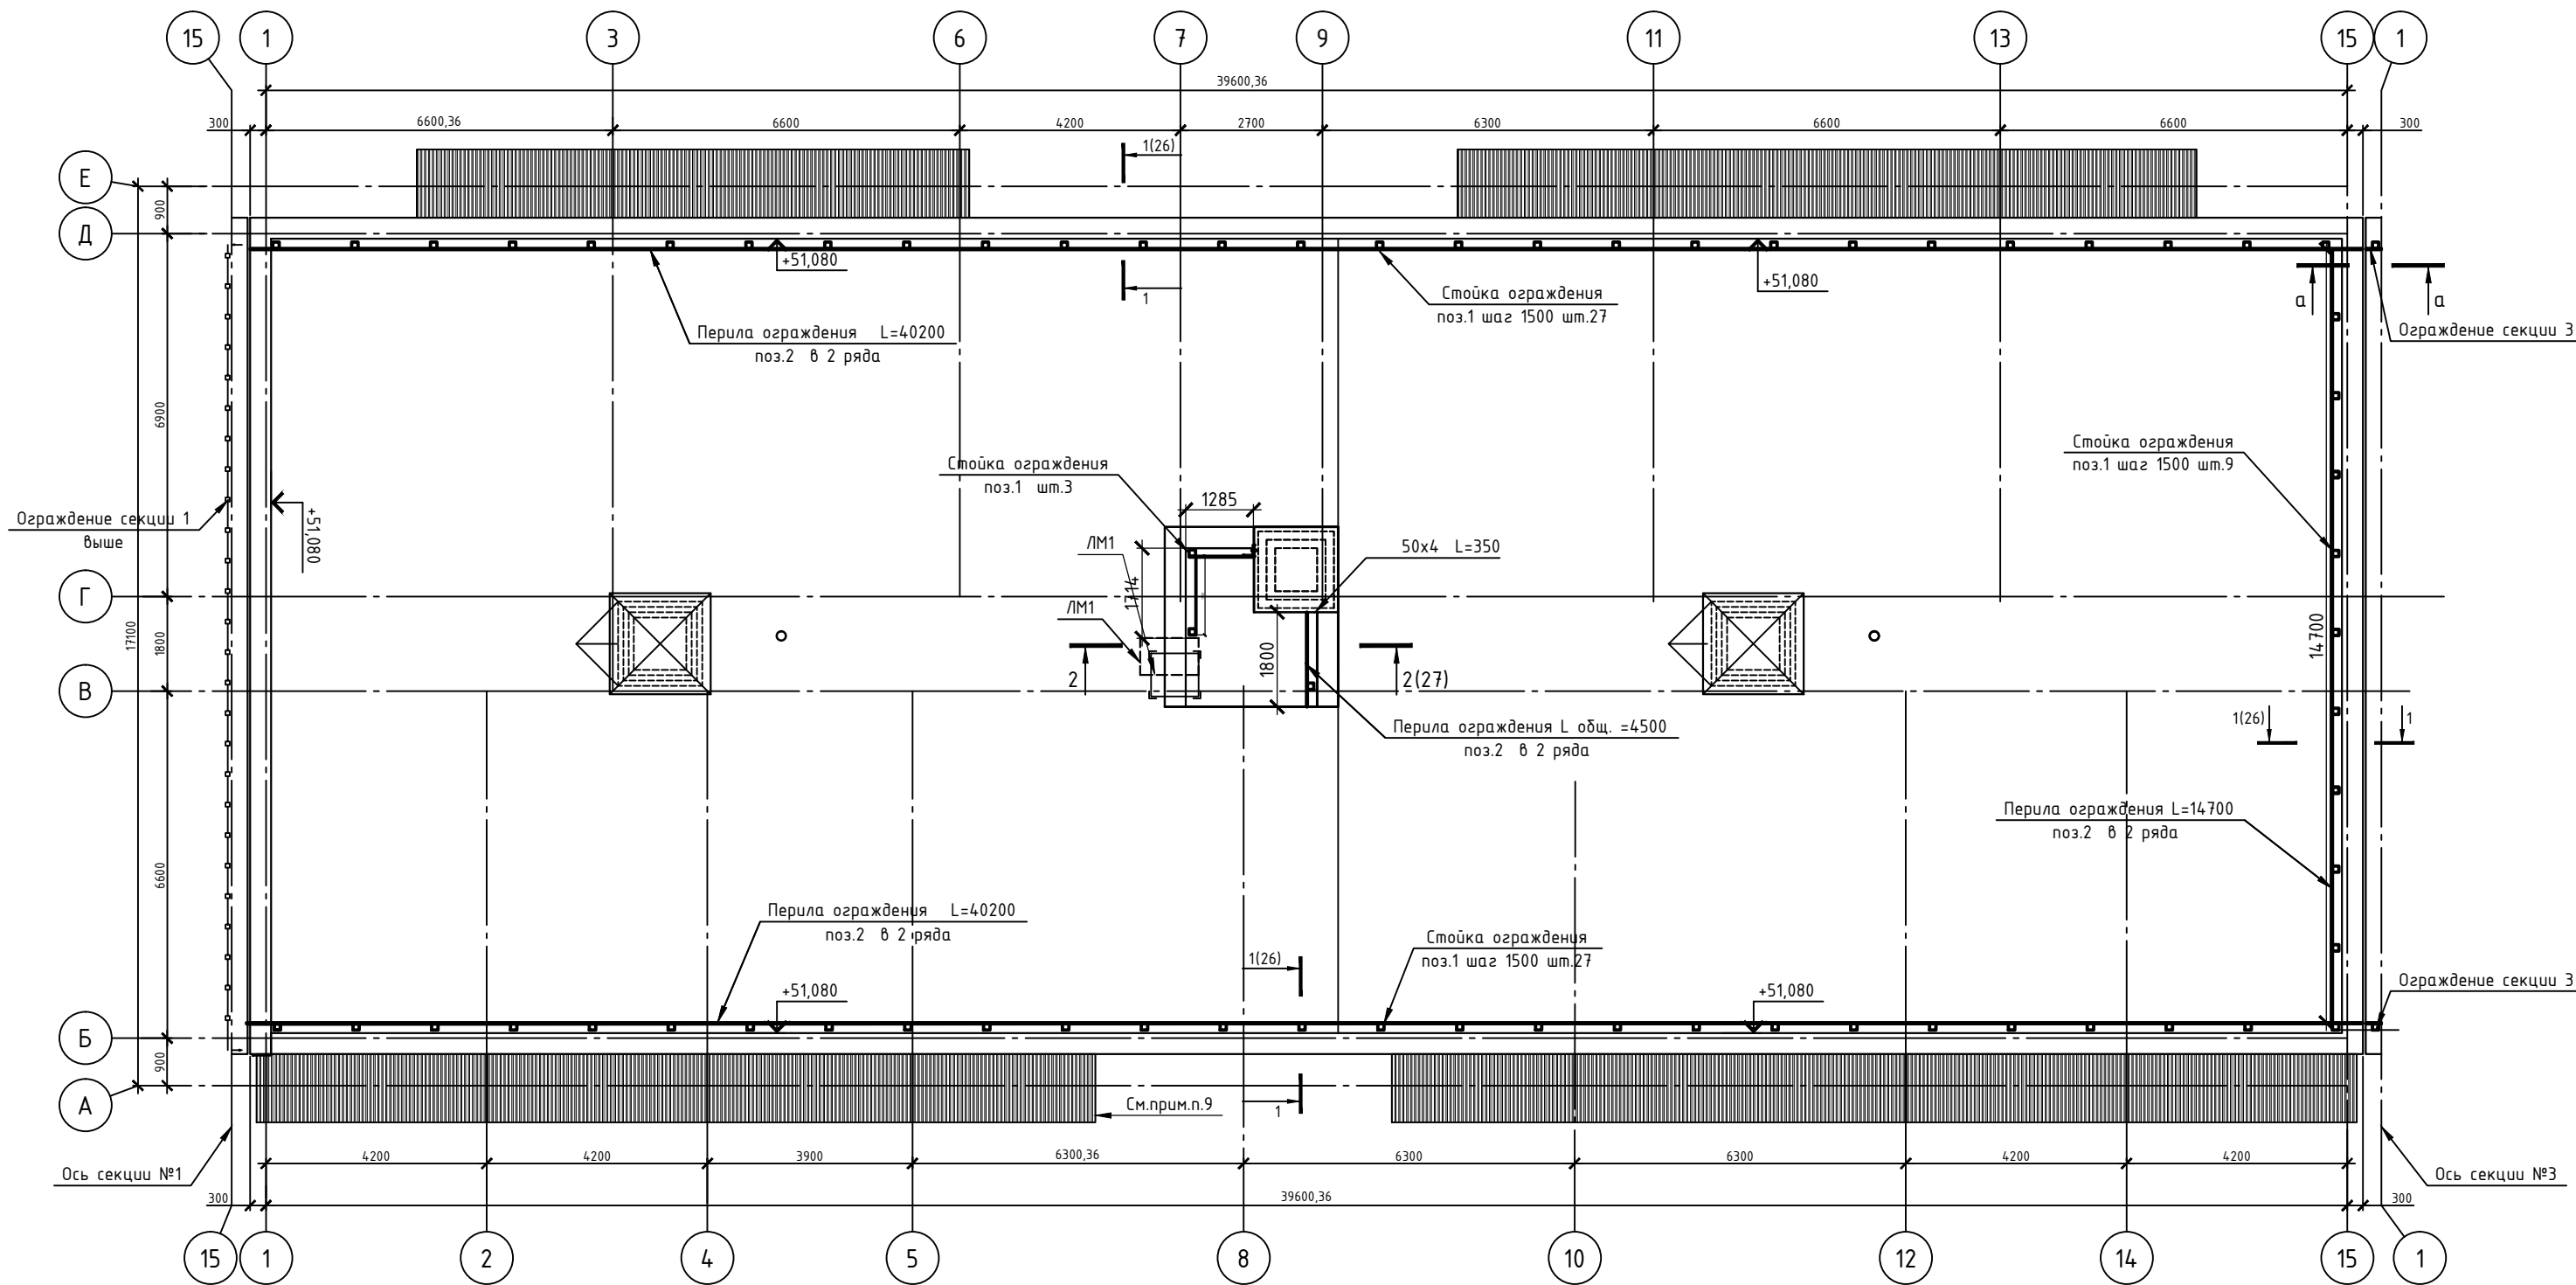 15
1
3
6
7
9
11
13
15
1
39600,36
300
6600,36
6600
4200
2700
6300
6600
6600
300
Е
Д
Г
В
Б
А
900
6900
17100
1800
6600
900
1(26)
1
+51,080
+51,080
Перила ограждения L=40200
поз.2 в 2 ряда
Стойка ограждения
поз.1 шаг 1500 шт.27
а
а
Ограждение секции 3
Стойка ограждения
поз.1 шт.3
Стойка ограждения
поз.1 шаг 1500 шт.9
Ограждение секции 1
выше
+51,080
1285
ЛМ1
1714
50х4 L=350
ЛМ1
1800
14700
2
2(27)
Перила ограждения L общ. =4500
поз.2 в 2 ряда
1(26)
1
Перила ограждения L=14700
поз.2 в 2 ряда
Перила ограждения L=40200
поз.2 в 2 ряда
Стойка ограждения
поз.1 шаг 1500 шт.27
1(26)
+51,080
+51,080
Ограждение секции 3
См.прим.п.9
1
Ось секции №1
4200
4200
3900
6300,36
6300
6300
4200
4200
Ось секции №3
300
39600,36
300
15
1
2
4
5
8
10
12
14
15
1